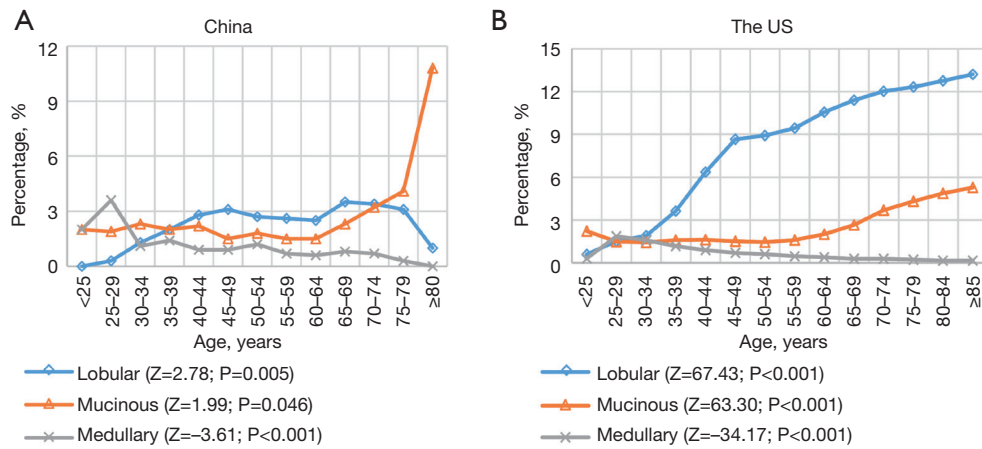 A
China
Percentage, %
12
9
6
3
0
<25
25–29
30–34
35–39
40–44
45–49
50–54
55–59
60–64
65–69
70–74
75–79
≥80
Age, years
Lobular (Z=2.78; P=0.005)
Mucinous (Z=1.99; P=0.046)
Medullary (Z=–3.61; P<0.001)
B
The US
Percentage, %
15
12
9
6
3
0
<25
25–29
30–34
35–39
40–44
45–49
50–54
55–59
60–64
65–69
70–74
75–79
80–84
≥85
Age, years
Lobular (Z=67.43; P<0.001)
Mucinous (Z=63.30; P<0.001)
Medullary (Z=–34.17; P<0.001)